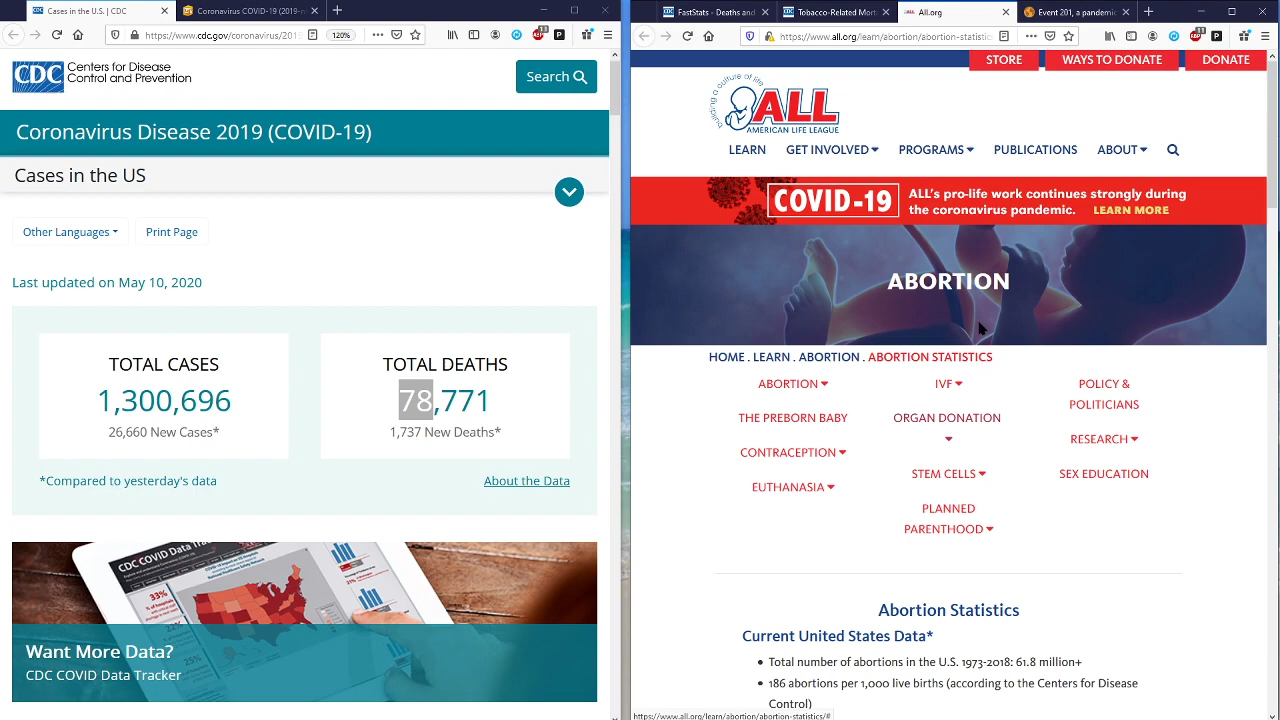 Cases in the U.S. | CDC
Georgia Coronavirus COVID-19
https://www.cdc.gov/coronavirus/2019
120%
CDC
Centers for Disease
Control and Prevention
Search
Coronavirus Disease 2019 (COVID-19)
Cases in the US
Other Languages
Print Page
Last updated on May 10, 2020
TOTAL CASES
1,300,696
26,660 New Cases*
TOTAL DEATHS
78,771
1,737 New Deaths*
*Compared to yesterday's data
About the Data
CDC COVID Data Tracker
33%
25%
31%
Want More Data?
CDC COVID Data Tracker
FastStats - Deaths and
Tobacco-Related Mort
All.org
Event 201, a pandemic
https://www.all.org/learn/abortion/abortion-statistic
STORE
WAYS TO DONATE
DONATE
building a culture of life
ALL
AMERICAN LIFE LEAGUE
LEARN
GET INVOLVED
PROGRAMS
PUBLICATIONS
ABOUT
COVID-19
ALL's pro-life work continues strongly during
the coronavirus pandemic. LEARN MORE
ABORTION
HOME . LEARN . ABORTION . ABORTION STATISTICS
ABORTION
THE PREBORN BABY
CONTRACEPTION
EUTHANASIA
IVF
ORGAN DONATION
STEM CELLS
PLANNED
PARENTHOOD
POLICY &
POLITICIANS
RESEARCH
SEX EDUCATION
Abortion Statistics
Current United States Data*
Total number of abortions in the U.S. 1973-2018: 61.8 million+
186 abortions per 1,000 live births (according to the Centers for Disease
Control)
https://www.all.org/learn/abortion/abortion-statistics/#